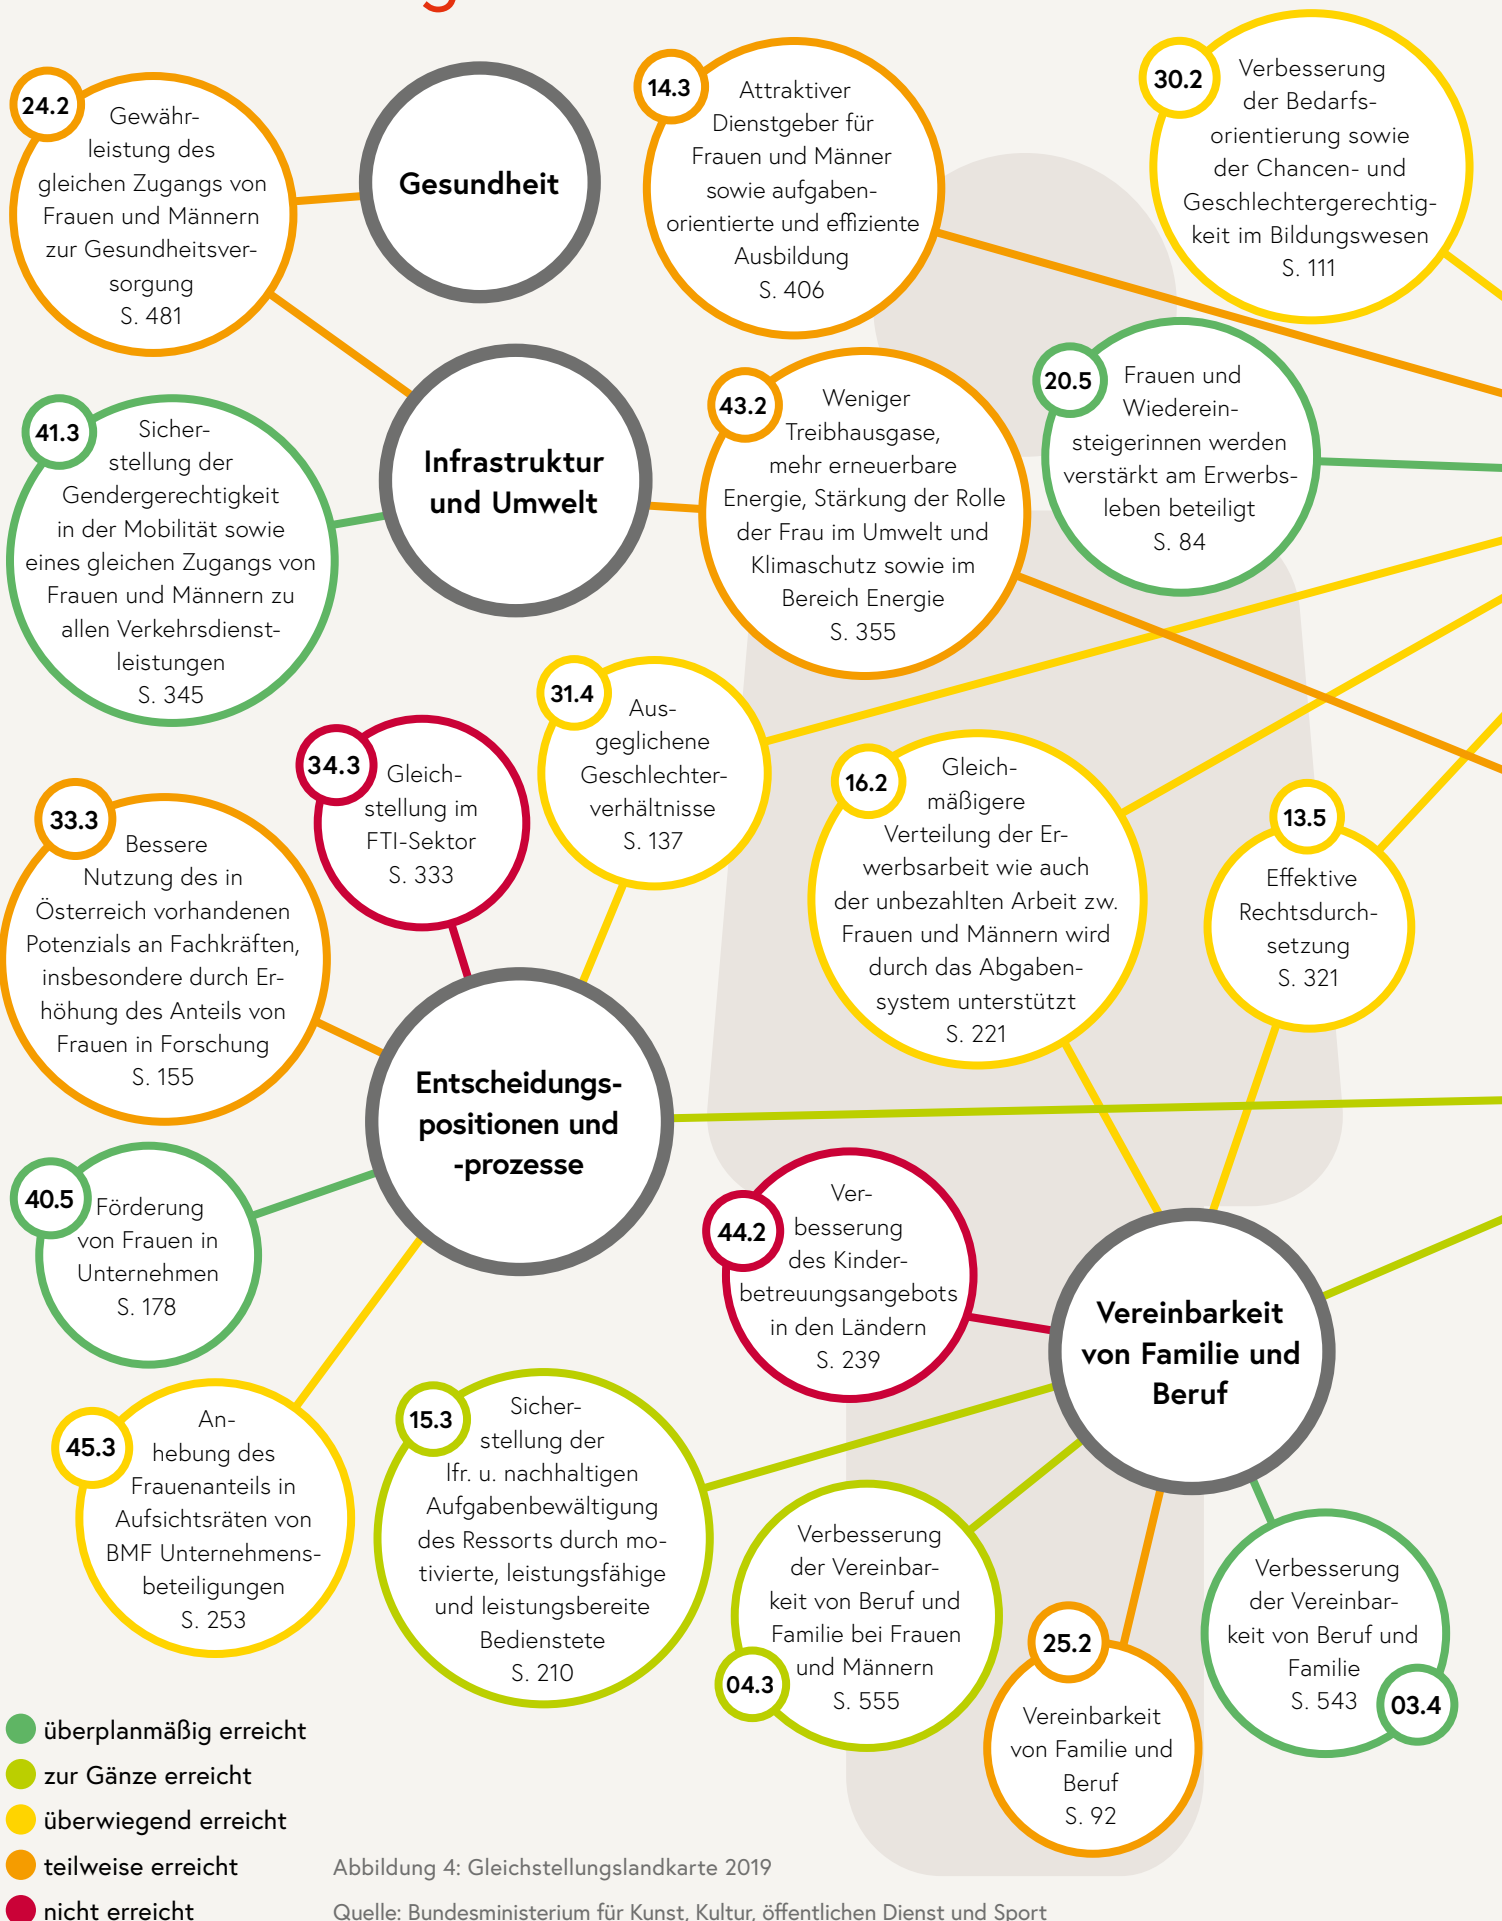 24.2
Gewähr-
leistung des
gleichen Zugangs von
Frauen und Männern
zur Gesundheitsver-
sorgung
S. 481
Gesundheit
14.3
Attraktiver
Dienstgeber für
Frauen und Männer
sowie aufgaben-
orientierte und effiziente
Ausbildung
S. 406
30.2
Verbesserung
der Bedarfs-
orientierung sowie
der Chancen- und
Geschlechtergerechtig-
keit im Bildungswesen
S. 111
41.3
Sicher-
stellung der
Gendergerechtigkeit
in der Mobilität sowie
eines gleichen Zugangs von
Frauen und Männern zu
allen Verkehrsdienst-
leistungen
S. 345
Infrastruktur
und Umwelt
43.2
Weniger
Treibhausgase,
mehr erneuerbare
Energie, Stärkung der Rolle
der Frau im Umwelt und
Klimaschutz sowie im
Bereich Energie
S. 355
20.5
Frauen und
Wiederein-
steigerinnen werden
verstärkt am Erwerbs-
leben beteiligt
S. 84
34.3
Gleich-
stellung im
FTI-Sektor
S. 333
31.4
Aus-
geglichene
Geschlechter-
verhältnisse
S. 137
16.2
Gleich-
mäßigere
Verteilung der Er-
werbsarbeit wie auch
der unbezahlten Arbeit zw.
Frauen und Männern wird
durch das Abgaben-
system unterstützt
S. 221
13.5
Effektive
Rechtsdurch-
setzung
S. 321
33.3
Bessere
Nutzung des in
Österreich vorhandenen
Potenzials an Fachkräften,
insbesondere durch Er-
höhung des Anteils von
Frauen in Forschung
S. 155
Entscheidungs-
positionen und
-prozesse
40.5
Förderung
von Frauen in
Unternehmen
S. 178
44.2
Ver-
besserung
des Kinder-
betreuungsangebots
in den Ländern
S. 239
Vereinbarkeit
von Familie und
Beruf
45.3
An-
hebung des
Frauenanteils in
Aufsichtsräten von
BMF Unternehmens-
beteiligungen
S. 253
15.3
Sicher-
stellung der
lfr. u. nachhaltigen
Aufgabenbewältigung
des Ressorts durch mo-
tivierte, leistungsfähige
und leistungsbereite
Bedienstete
S. 210
Verbesserung
der Vereinbar-
keit von Beruf und
Familie bei Frauen
und Männern
S. 555
04.3
25.2
Vereinbarkeit
von Familie und
Beruf
S. 92
Verbesserung
der Vereinbar-
keit von Beruf und
Familie
S. 543
03.4
überplanmäßig erreicht
zur Gänze erreicht
überwiegend erreicht
teilweise erreicht
nicht erreicht
Abbildung 4: Gleichstellungslandkarte 2019
Quelle: Bundesministerium für Kunst, Kultur, öffentlichen Dienst und Sport